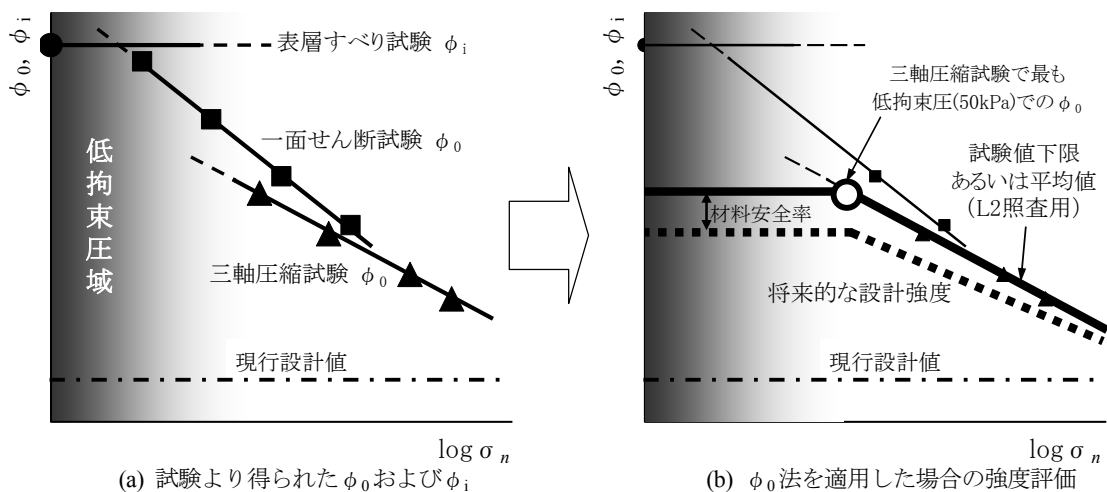 φ0, φi
表層すべり試験 φi
一面せん断試験 φ0
低拘束圧域
三軸圧縮試験 φ0
現行設計値
log σn
(a) 試験より得られたφ0およびφi
φ0, φi
三軸圧縮試験で最も
低拘束圧(50kPa)でのφ0
試験値下限
あるいは平均値
(L2照査用)
材料安全率
将来的な設計強度
現行設計値
log σn
(b) φ0法を適用した場合の強度評価